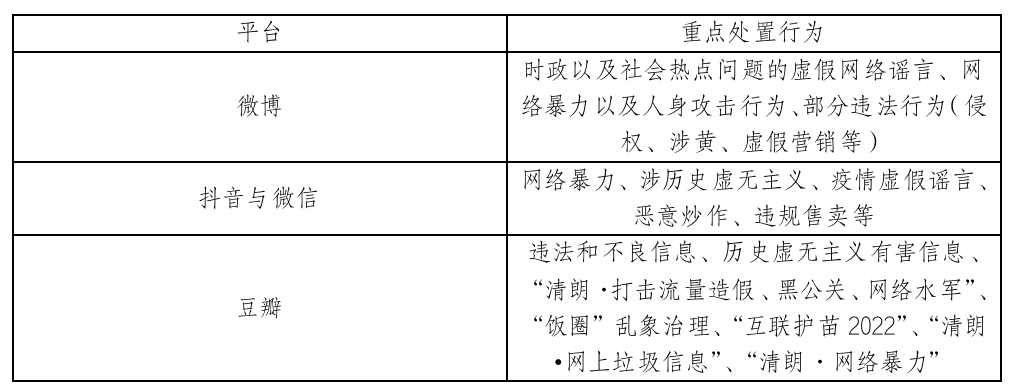 平台
重点处置行为
微博
时政以及社会热点问题的虚假网络谣言、网
络暴力以及人身攻击行为、部分违法行为(侵
权、涉黄、虚假营销等)
抖音与微信
网络暴力、涉历史虚无主义、疫情虚假谣言、
恶意炒作、违规售卖等
豆瓣
违法和不良信息、历史虚无主义有害信息、
“清朗·打击流量造假、黑公关、网络水军”、
“饭圈”乱象治理、“互联护苗 2022”、“清朗
•网上垃圾信息”、“清朗·网络暴力”